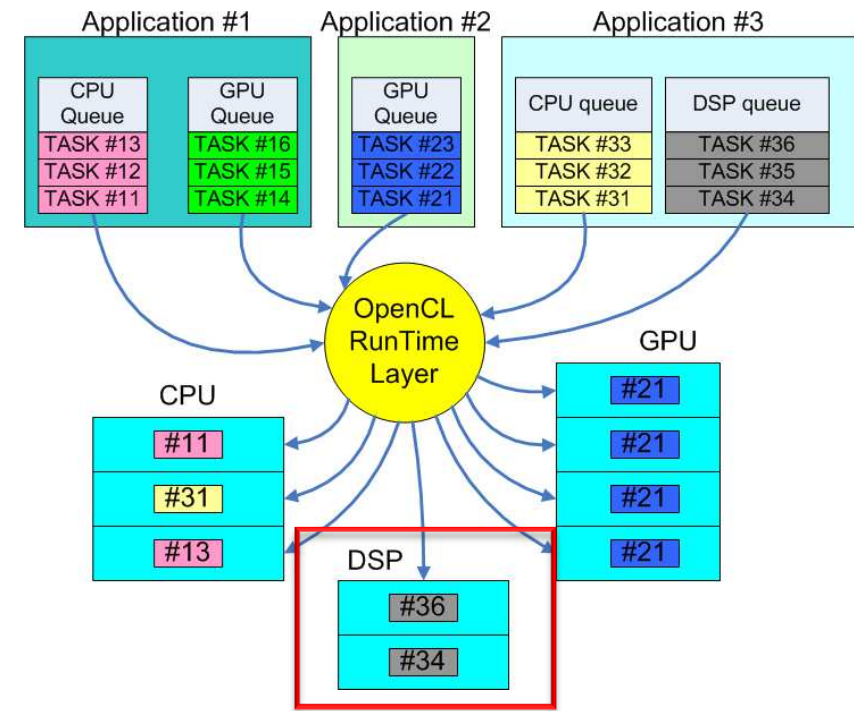 Application #1
Application #2
Application #3
CPU
Queue
TASK #13
TASK #12
TASK #11
GPU
Queue
TASK #16
TASK #15
TASK #14
GPU
Queue
TASK #23
TASK #22
TASK #21
CPU queue
TASK #33
TASK #32
TASK #31
DSP queue
TASK #36
TASK #35
TASK #34
OpenCL
RunTime
Layer
CPU
#11
#31
#13
DSP
#36
#34
GPU
#21
#21
#21
#21